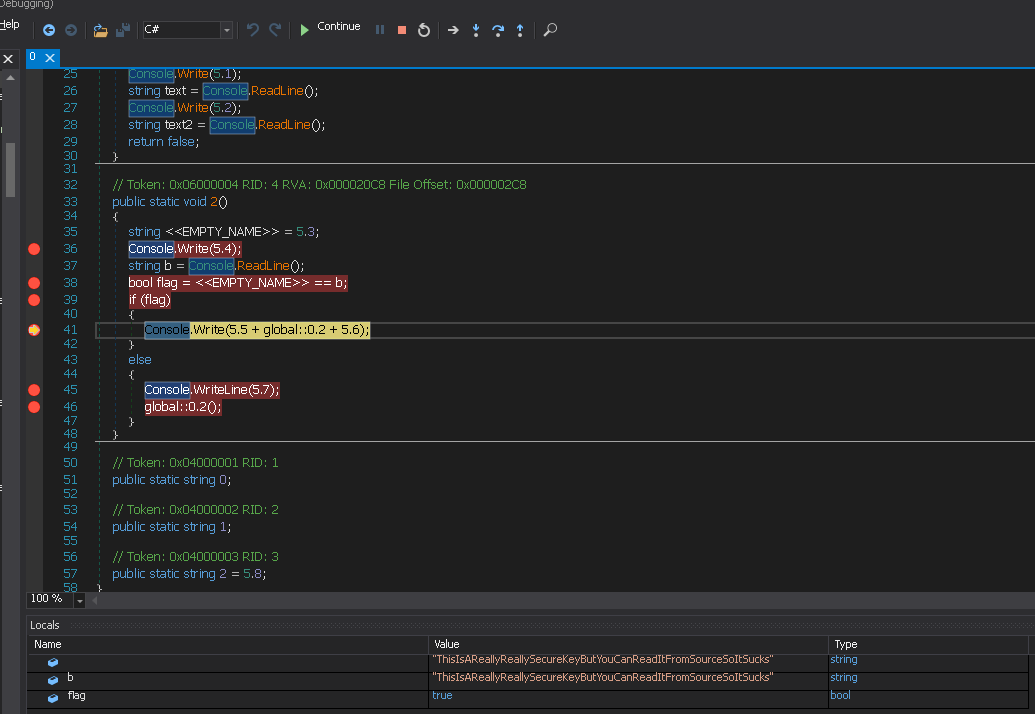 Debugging)
Help
C#
Continue
0
25 Console.Write(5.1);
26 string text = Console.ReadLine();
27 Console.Write(5.2);
28 string text2 = Console.ReadLine();
29 return false;
30 }
31
32 // Token: 0x06000004 RID: 4 RVA: 0x000020C8 File Offset: 0x000002C8
33 public static void 2()
34 {
35 string <<EMPTY_NAME>> = 5.3;
36 Console.Write(5.4);
37 string b = Console.ReadLine();
38 bool flag = <<EMPTY_NAME>> == b;
39 if (flag)
40 {
41 Console.Write(5.5 + global::0.2 + 5.6);
42 }
43 else
44 {
45 Console.WriteLine(5.7);
46 global::0.2();
47 }
48 }
49
50 // Token: 0x04000001 RID: 1
51 public static string 0;
52
53 // Token: 0x04000002 RID: 2
54 public static string 1;
55
56 // Token: 0x04000003 RID: 3
57 public static string 2 = 5.8;
58 }
100 %
Locals
Name Value Type
"ThisIsAReallyReallySecureKeyButYouCanReadItFromSourceSoItSucks" string
b "ThisIsAReallyReallySecureKeyButYouCanReadItFromSourceSoItSucks" string
flag true bool